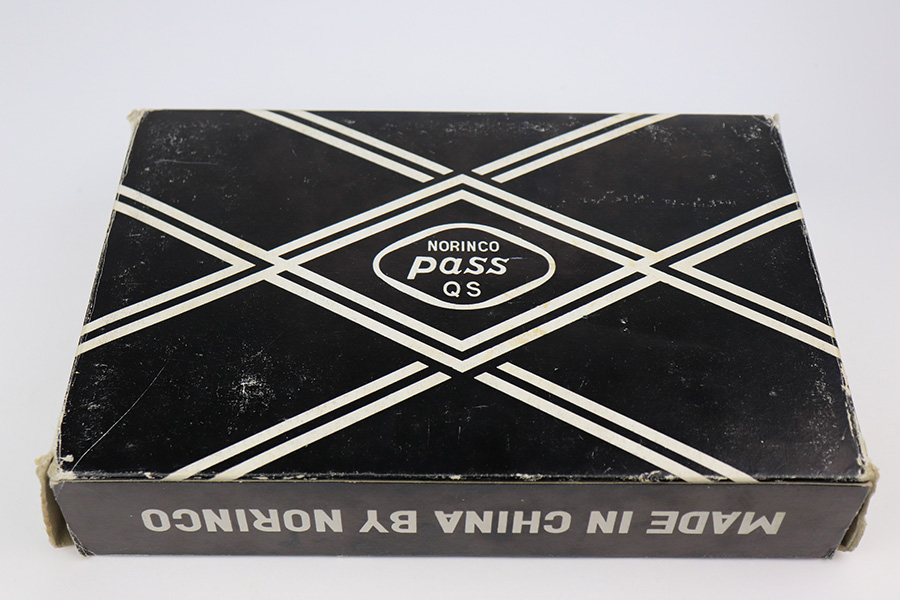 NORINCO
pass
QS
MADE IN CHINA BY NORINCO